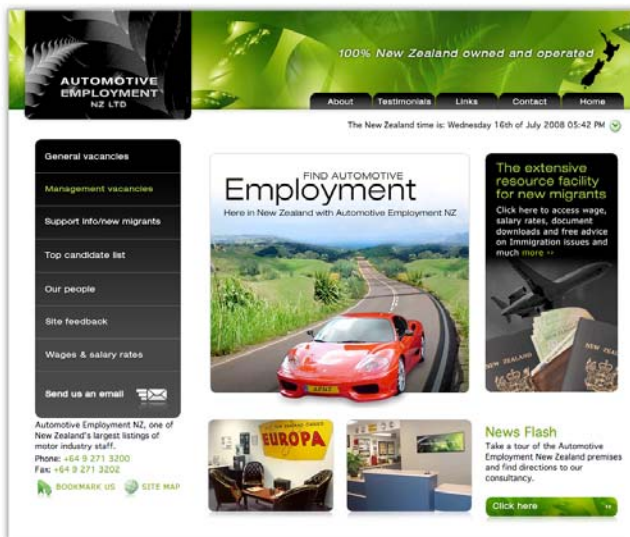 AUTOMOTIVE
EMPLOYMENT
NZ LTD
100% New Zealand owned and operated
About
Testimonials
Links
Contact
Home
The New Zealand time is: Wednesday 16th of July 2008 05:42 PM
General vacancies
Management vacancies
Support info/new migrants
Top candidate list
Our people
Site feedback
Wages & salary rates
Send us an email
Automotive Employment NZ, one of
New Zealand's largest listings of
motor industry staff.
Phone: +64 9 271 3200
Fax: +64 9 271 3202
BOOKMARK US
SITE MAP
FIND AUTOMOTIVE
Employment
Here in New Zealand with Automotive Employment NZ
AENZ
EUROPA
The extensive
resource facility
for new migrants
Click here to access wage,
salary rates, document
downloads and free advice
on Immigration issues and
much more ››
NEW ZEALAND
News Flash
Take a tour of the Automotive
Employment New Zealand premises
and find directions to our
consultancy.
Click here ››